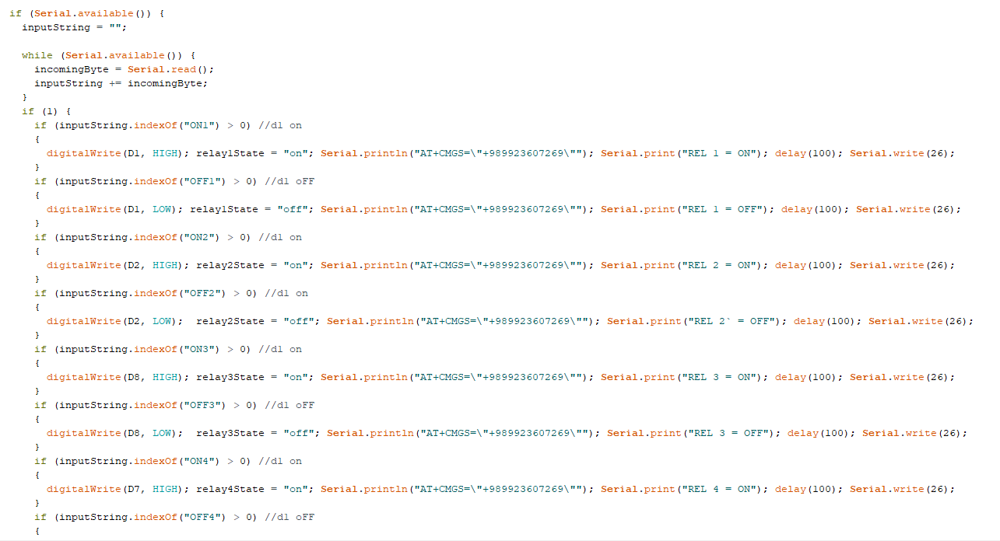 if (Serial.available()) {
  inputString = "";

  while (Serial.available()) {
    incomingByte = Serial.read();
    inputString += incomingByte;
  }
  if (1) {
    if (inputString.indexOf("ON1") > 0) //d1 on
    {
      digitalWrite(D1, HIGH); relay1State = "on"; Serial.println("AT+CMGS=\"+989923607269\""); Serial.print("REL 1 = ON"); delay(100); Serial.write(26);
    }
    if (inputString.indexOf("OFF1") > 0) //d1 oFF
    {
      digitalWrite(D1, LOW); relay1State = "off"; Serial.println("AT+CMGS=\"+989923607269\""); Serial.print("REL 1 = OFF"); delay(100); Serial.write(26);
    }
    if (inputString.indexOf("ON2") > 0) //d1 on
    {
      digitalWrite(D2, HIGH); relay2State = "on"; Serial.println("AT+CMGS=\"+989923607269\""); Serial.print("REL 2 = ON"); delay(100); Serial.write(26);
    }
    if (inputString.indexOf("OFF2") > 0) //d1 on
    {
      digitalWrite(D2, LOW);  relay2State = "off"; Serial.println("AT+CMGS=\"+989923607269\""); Serial.print("REL 2` = OFF"); delay(100); Serial.write(26);
    }
    if (inputString.indexOf("ON3") > 0) //d1 on
    {
      digitalWrite(D8, HIGH); relay3State = "on"; Serial.println("AT+CMGS=\"+989923607269\""); Serial.print("REL 3 = ON"); delay(100); Serial.write(26);
    }
    if (inputString.indexOf("OFF3") > 0) //d1 oFF
    {
      digitalWrite(D8, LOW);  relay3State = "off"; Serial.println("AT+CMGS=\"+989923607269\""); Serial.print("REL 3 = OFF"); delay(100); Serial.write(26);
    }
    if (inputString.indexOf("ON4") > 0) //d1 on
    {
      digitalWrite(D7, HIGH); relay4State = "on"; Serial.println("AT+CMGS=\"+989923607269\""); Serial.print("REL 4 = ON"); delay(100); Serial.write(26);
    }
    if (inputString.indexOf("OFF4") > 0) //d1 oFF
    {